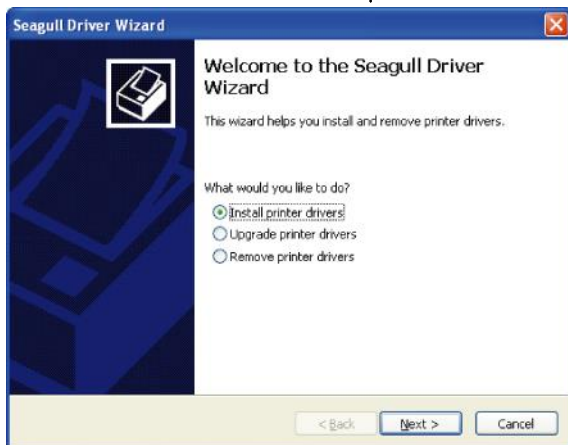 Seagull Driver Wizard
Welcome to the Seagull Driver
Wizard
This wizard helps you install and remove printer drivers.
What would you like to do?
Install printer drivers
Upgrade printer drivers
Remove printer drivers
< Back Next > Cancel